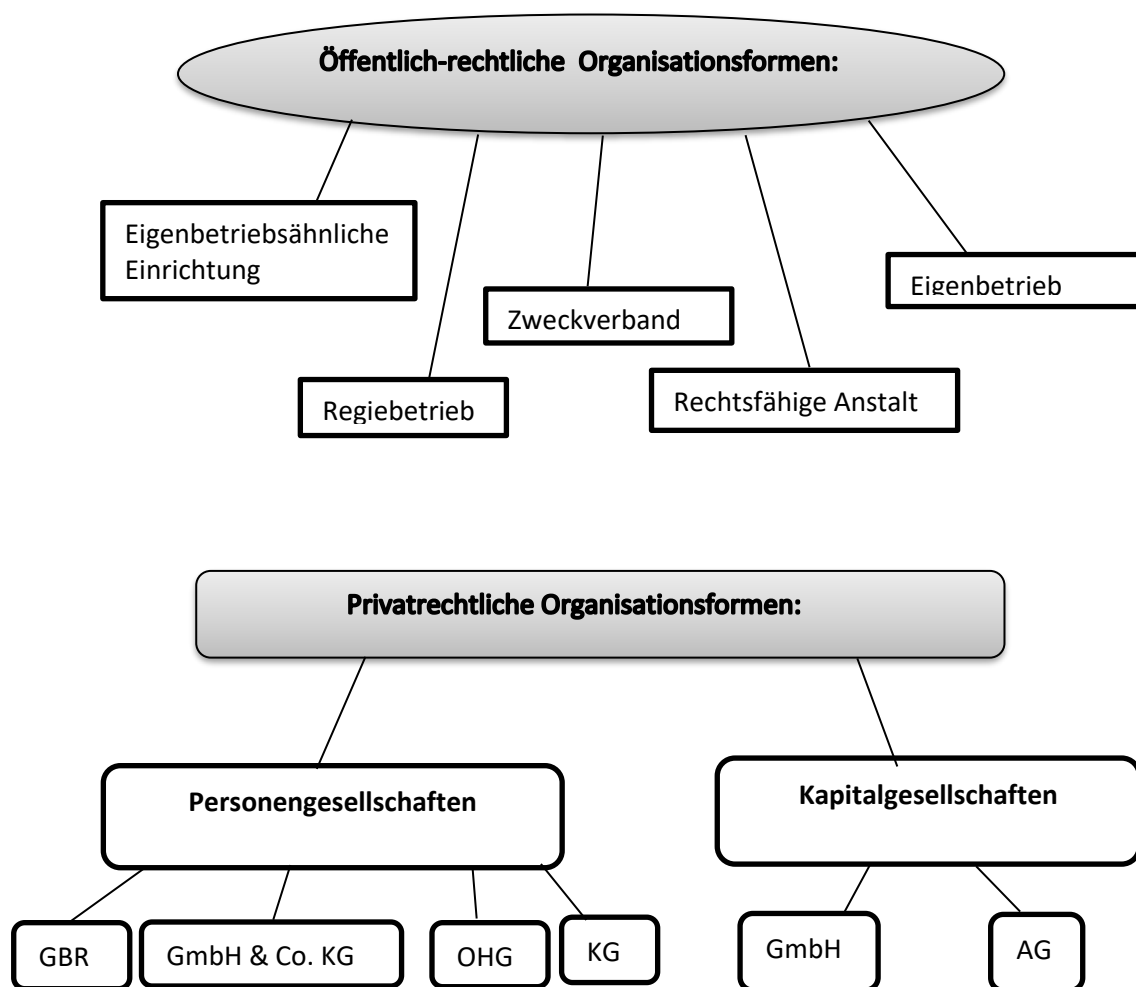 Öffentlich-rechtliche Organisationsformen:
Eigenbetriebsähnliche
Einrichtung
Eigenbetrieb
Zweckverband
Regiebetrieb
Rechtsfähige Anstalt
Privatrechtliche Organisationsformen:
Personengesellschaften
Kapitalgesellschaften
GBR
GmbH & Co. KG
OHG
KG
GmbH
AG